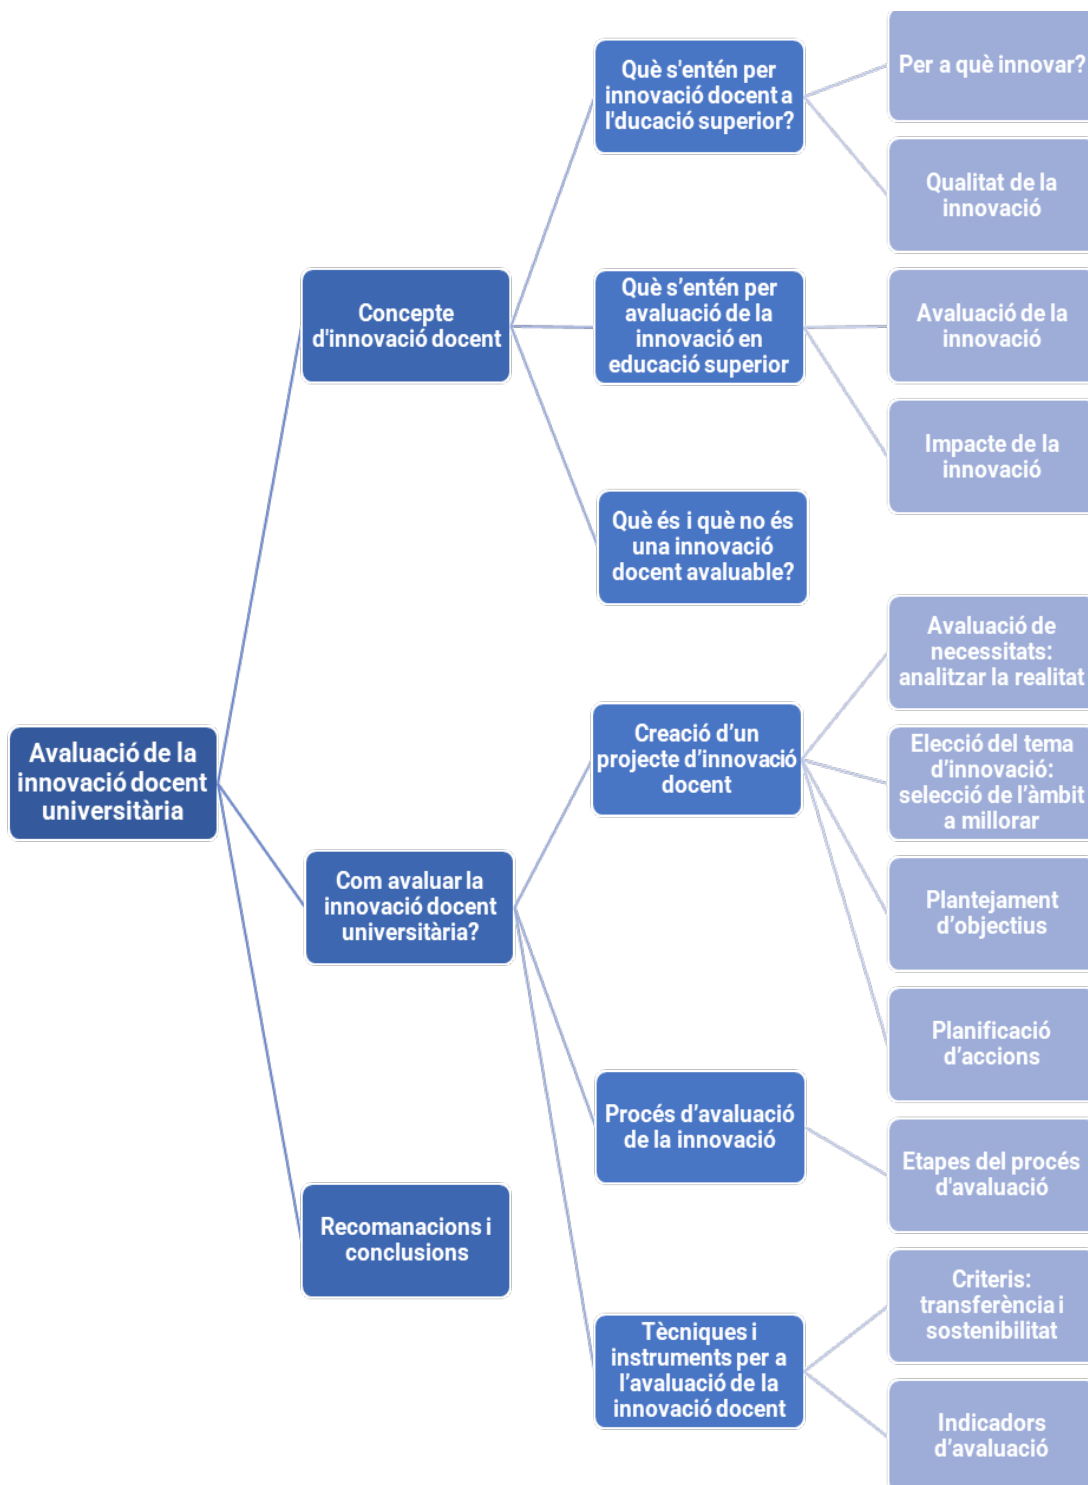 Avaluació de la
innovació docent
universitària
Concepte
d'innovació docent
Què s'entén per
innovació docent a
l'ducació superior?
Per a què innovar?
Qualitat de la
innovació
Què s’entén per
avaluació de la
innovació en
educació superior
Avaluació de la
innovació
Impacte de la
innovació
Què és i què no és
una innovació
docent avaluable?
Com avaluar la
innovació docent
universitària?
Creació d’un
projecte d’innovació
docent
Avaluació de
necessitats:
analitzar la realitat
Elecció del tema
d’innovació:
selecció de l’àmbit
a millorar
Plantejament
d’objectius
Planificació
d’accions
Procés d’avaluació
de la innovació
Etapes del procés
d'avaluació
Tècniques i
instruments per a
l’avaluació de la
innovació docent
Criteris:
transferència i
sostenibilitat
Indicadors
d’avaluació
Recomanacions i
conclusions